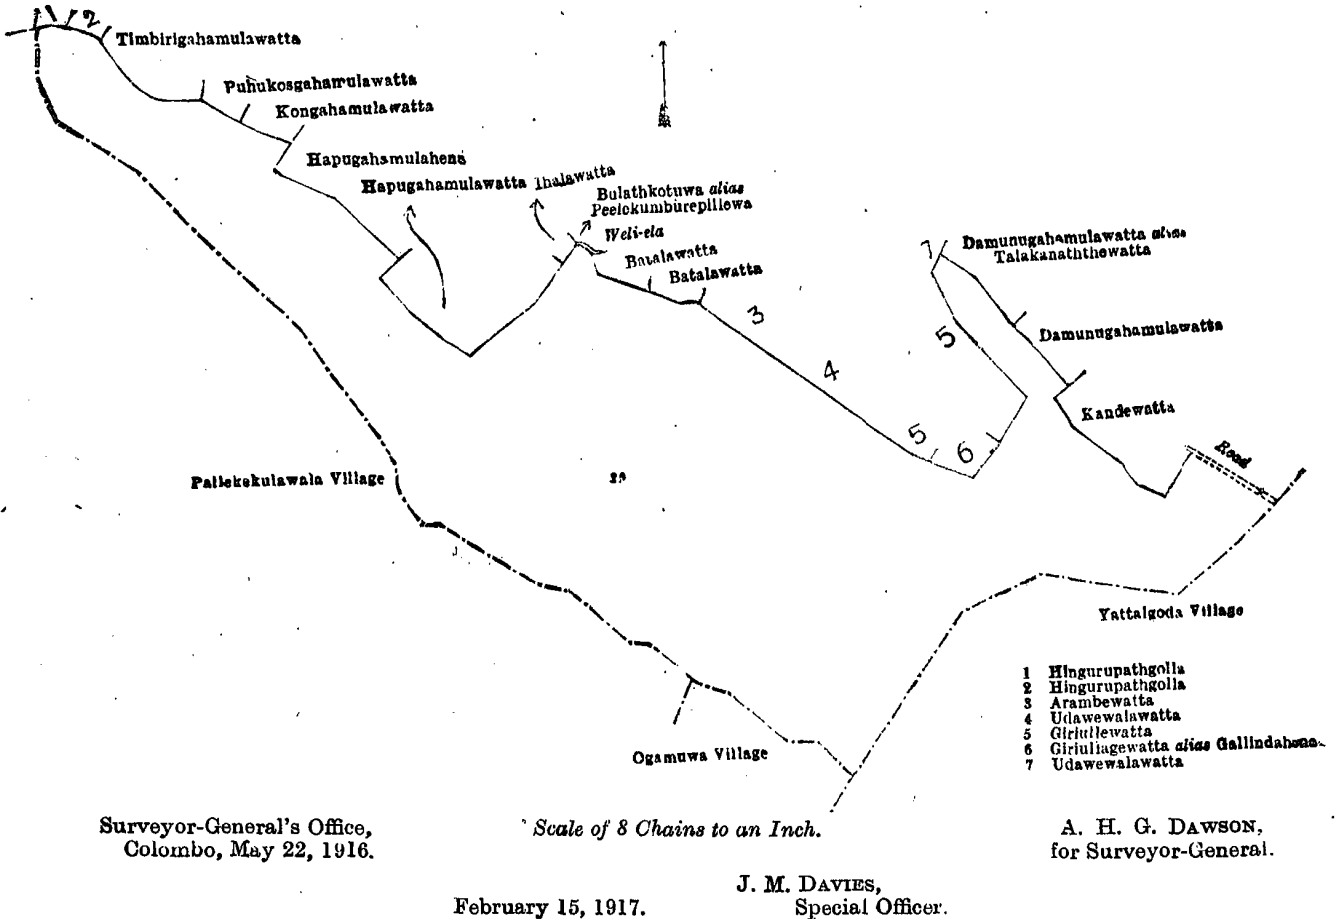 2
Timbirigahamulawatta
Puhukosgahamulawatta
Kongahamulawatta
Hapugahamulahena
Hapugahamulawatta
Ihalawatta
Bulathkotuwa alias
Peelekumburepillewa
Weli-ela
Batalawatta
Batalawatta
3
4
5
6
5
7
Damunugahamulawatta alias
Talakanaththewatta
Damunugahamulawatta
Kandewatta
Road
Pallekekulawala Village
Yattalgoda Village
Ogamuwa Village
1 Hingurupathgolla
2 Hingurupathgolla
3 Arambewatta
4 Udawewalawatta
5 Giriullewatta
6 Giriullagewatta alias Gallindahena
7 Udawewalawatta
Surveyor-General's Office,
Colombo, May 22, 1916.
Scale of 8 Chains to an Inch.
A. H. G. DAWSON,
for Surveyor-General.
J. M. DAVIES,
February 15, 1917. Special Officer.